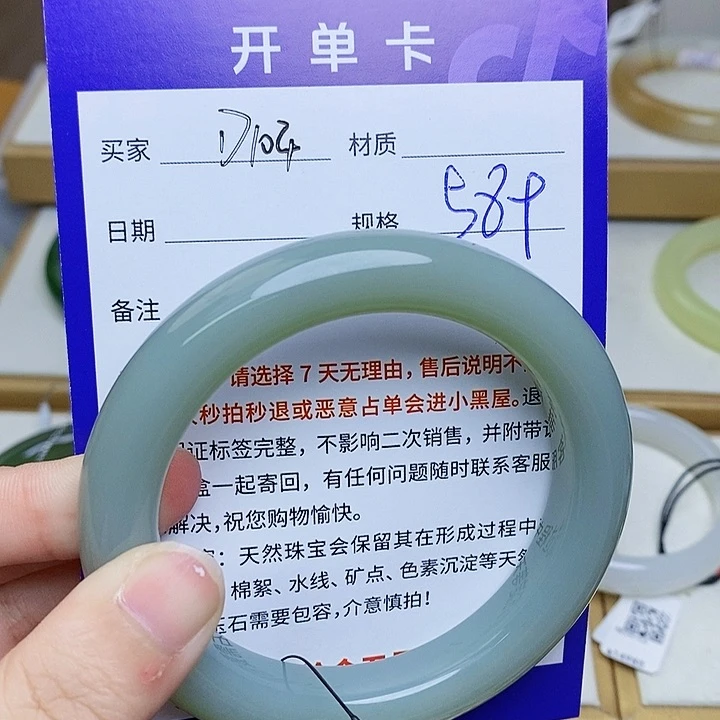 开单卡
买家 D104 材质
日期 规格 584
备注
请选择7天无理由，售后说明不
秒拍秒退或恶意占单会进小黑屋。退
证标签完整，不影响二次销售，并附带
盒一起寄回，有任何问题随时联系客服
解决，祝您购物愉快。
：天然珠宝会保留其在形成过程中
棉絮、水线、矿点、色素沉淀等天然
玉石需要包容，介意慎拍！